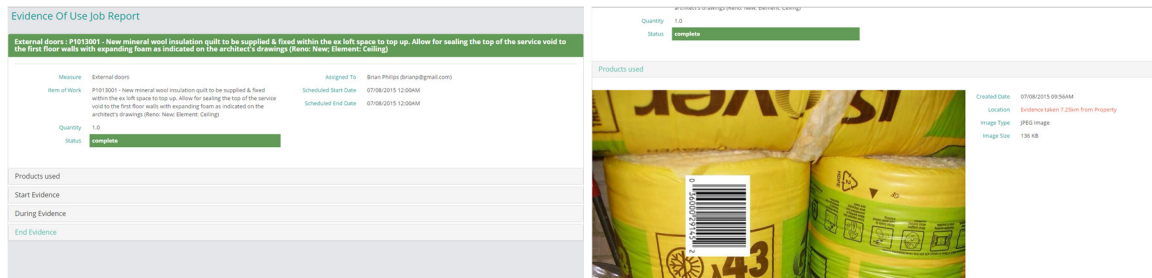 Evidence Of Use Job Report
External doors : P1013001 - New mineral wool insulation quilt to be supplied & fixed within the ex loft space to top up. Allow for sealing the top of the service void to
the first floor walls with expanding foam as indicated on the architect's drawings (Reno: New; Element: Ceiling)
Measure External doors
Item of Work P1013001 - New mineral wool insulation quilt to be supplied & fixed
within the ex loft space to top up. Allow for sealing the top of the service
void to the first floor walls with expanding foam as indicated on the
architect's drawings (Reno: New; Element: Ceiling)
Quantity 1.0
Status complete
Assigned To Brian Philips (brianp@gmail.com)
Scheduled Start Date 07/08/2015 12:00AM
Scheduled End Date 07/08/2015 12:00AM
Products used
Start Evidence
During Evidence
End Evidence
architect's drawings (Reno: New; Element: Ceiling)
Quantity 1.0
Status complete
Products used
isover
0 36000 29145 2
43
Created Date 07/08/2015 09:56AM
Location Evidence taken 7.25km from Property
Image Type JPEG Image
Image Size 136 KB